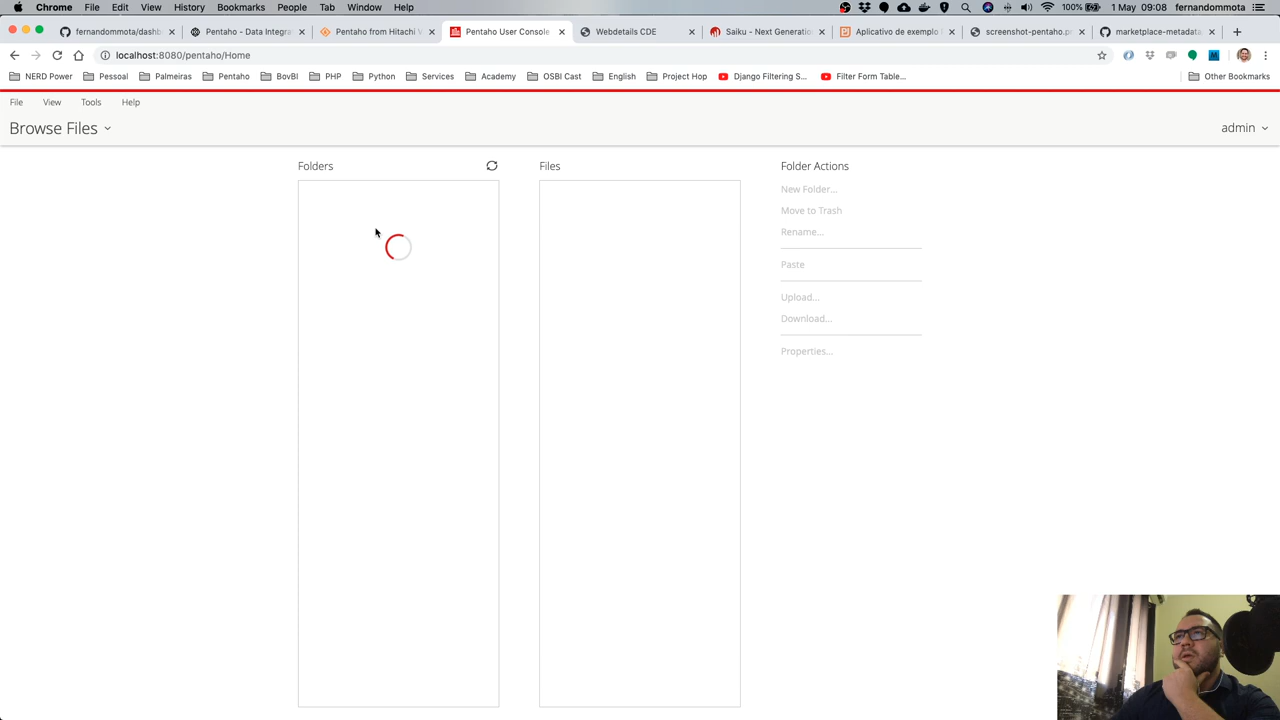 Chrome File Edit View History Bookmarks People Tab Window Help 100% 1 May 09:08 fernandommota
fernandommota/dashb Pentaho - Data Integra Pentaho from Hitachi V Pentaho User Console Webdetails CDE Saiku - Next Generation Aplicativo de exemplo screenshot-pentaho.pr marketplace-metadata
localhost:8080/pentaho/Home
NERD Power Pessoal Palmeiras Pentaho BovBI PHP Python Services Academy OSBI Cast English Project Hop Django Filtering S... Filter Form Table... Other Bookmarks
File View Tools Help
Browse Files admin
Folders Files Folder Actions
New Folder...
Move to Trash
Rename...
Paste
Upload...
Download...
Properties...